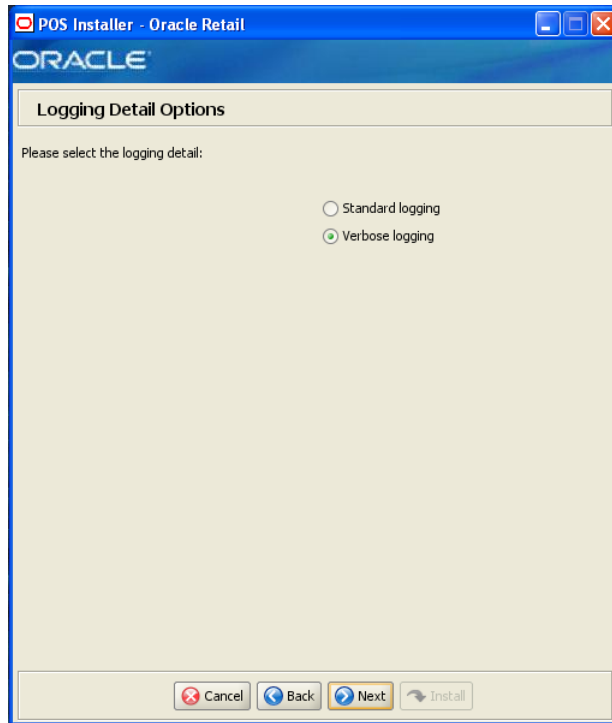 POS Installer - Oracle Retail
ORACLE
Logging Detail Options
Please select the logging detail:
Standard logging
Verbose logging
Cancel Back Next Install